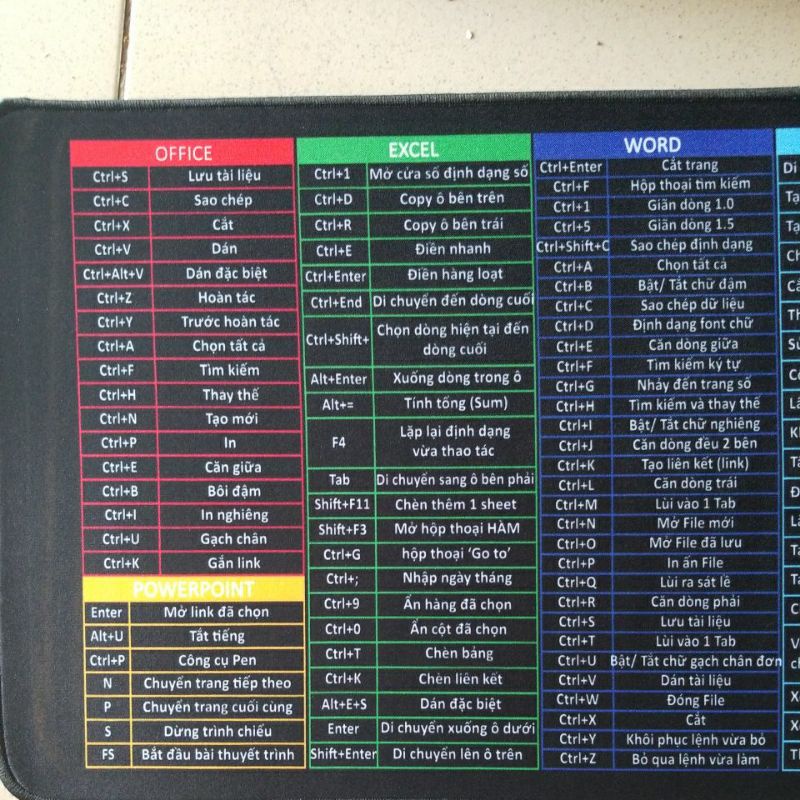 OFFICE
Ctrl+S Lưu tài liệu
Ctrl+C Sao chép
Ctrl+X Cắt
Ctrl+V Dán
Ctrl+Alt+V Dán đặc biệt
Ctrl+Z Hoàn tác
Ctrl+Y Trước hoàn tác
Ctrl+A Chọn tất cả
Ctrl+F Tìm kiếm
Ctrl+H Thay thế
Ctrl+N Tạo mới
Ctrl+P In
Ctrl+E Căn giữa
Ctrl+B Bôi đậm
Ctrl+I In nghiêng
Ctrl+U Gạch chân
Ctrl+K Gắn link
POWERPOINT
Enter Mở link đã chọn
Alt+U Tắt tiếng
Ctrl+P Công cụ Pen
N Chuyển trang tiếp theo
P Chuyển trang cuối cùng
S Dừng trình chiếu
FS Bắt đầu bài thuyết trình
EXCEL
Ctrl+1 Mở cửa sổ định dạng số
Ctrl+D Copy ô bên trên
Ctrl+R Copy ô bên trái
Ctrl+E Điền nhanh
Ctrl+Enter Điền hàng loạt
Ctrl+End Di chuyển đến dòng cuối
Ctrl+Shift+ Chọn dòng hiện tại đến
dòng cuối
Alt+Enter Xuống dòng trong ô
Alt+= Tính tổng (Sum)
F4 Lặp lại định dạng
vừa thao tác
Tab Di chuyển sang ô bên phải
Shift+F11 Chèn thêm 1 sheet
Shift+F3 Mở hộp thoại HÀM
Ctrl+G hộp thoại ‘Go to’
Ctrl+; Nhập ngày tháng
Ctrl+9 Ẩn hàng đã chọn
Ctrl+0 Ẩn cột đã chọn
Ctrl+T Chèn bảng
Ctrl+K Chèn liên kết
Alt+E+S Dán đặc biệt
Enter Di chuyển xuống ô dưới
Shift+Enter Di chuyển lên ô trên
WORD
Ctrl+Enter Cắt trang
Ctrl+F Hộp thoại tìm kiếm
Ctrl+1 Giãn dòng 1.0
Ctrl+5 Giãn dòng 1.5
Ctrl+Shift+C Sao chép định dạng
Ctrl+A Chọn tất cả
Ctrl+B Bật/ Tắt chữ đậm
Ctrl+C Sao chép dữ liệu
Ctrl+D Định dạng font chữ
Ctrl+E Căn dòng giữa
Ctrl+F Tìm kiếm ký tự
Ctrl+G Nhảy đến trang số
Ctrl+H Tìm kiếm và thay thế
Ctrl+I Bật/ Tắt chữ nghiêng
Ctrl+J Căn dòng đều 2 bên
Ctrl+K Tạo liên kết (link)
Ctrl+L Căn dòng trái
Ctrl+M Lùi vào 1 Tab
Ctrl+N Mở File mới
Ctrl+O Mở File đã lưu
Ctrl+P In ấn File
Ctrl+Q Lùi ra sát lề
Ctrl+R Căn dòng phải
Ctrl+S Lưu tài liệu
Ctrl+T Lùi vào 1 Tab
Ctrl+U Bật/ Tắt chữ gạch chân đơn
Ctrl+V Dán tài liệu
Ctrl+W Đóng File
Ctrl+X Cắt
Ctrl+Y Khôi phục lệnh vừa bỏ
Ctrl+Z Bỏ qua lệnh vừa làm
Di